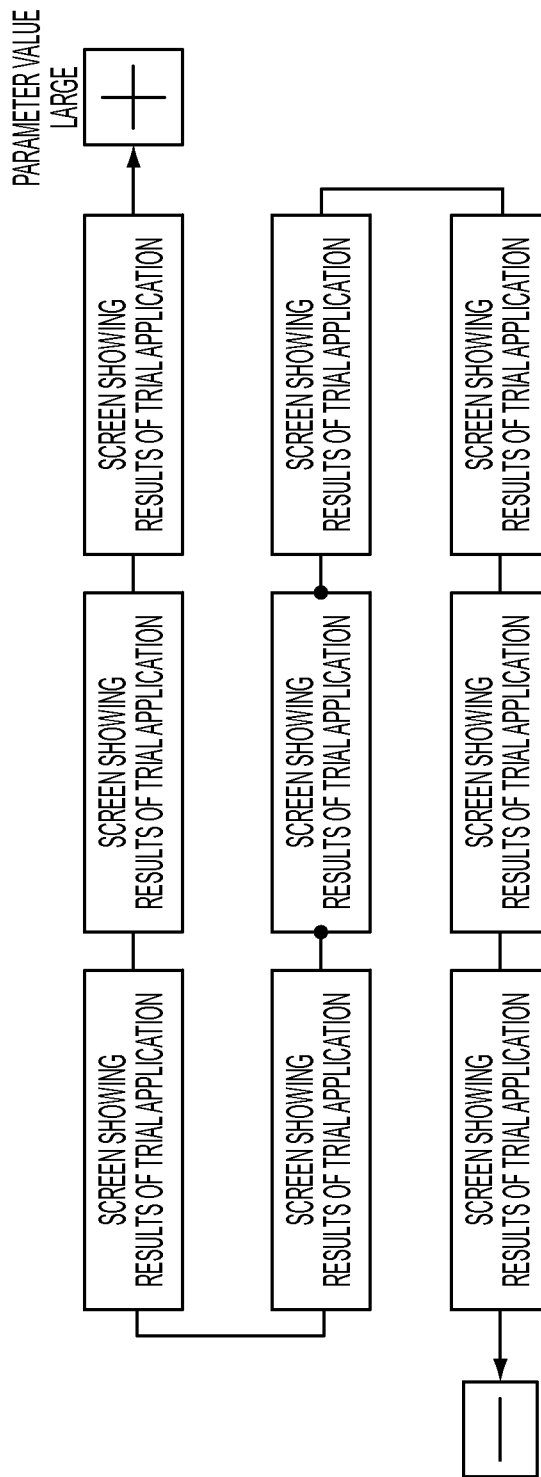 PARAMETER VALUE
LARGE
SCREEN SHOWING
RESULTS OF TRIAL APPLICATION
SCREEN SHOWING
RESULTS OF TRIAL APPLICATION
SCREEN SHOWING
RESULTS OF TRIAL APPLICATION
+
SCREEN SHOWING
RESULTS OF TRIAL APPLICATION
SCREEN SHOWING
RESULTS OF TRIAL APPLICATION
SCREEN SHOWING
RESULTS OF TRIAL APPLICATION
—
SCREEN SHOWING
RESULTS OF TRIAL APPLICATION
SCREEN SHOWING
RESULTS OF TRIAL APPLICATION
SCREEN SHOWING
RESULTS OF TRIAL APPLICATION